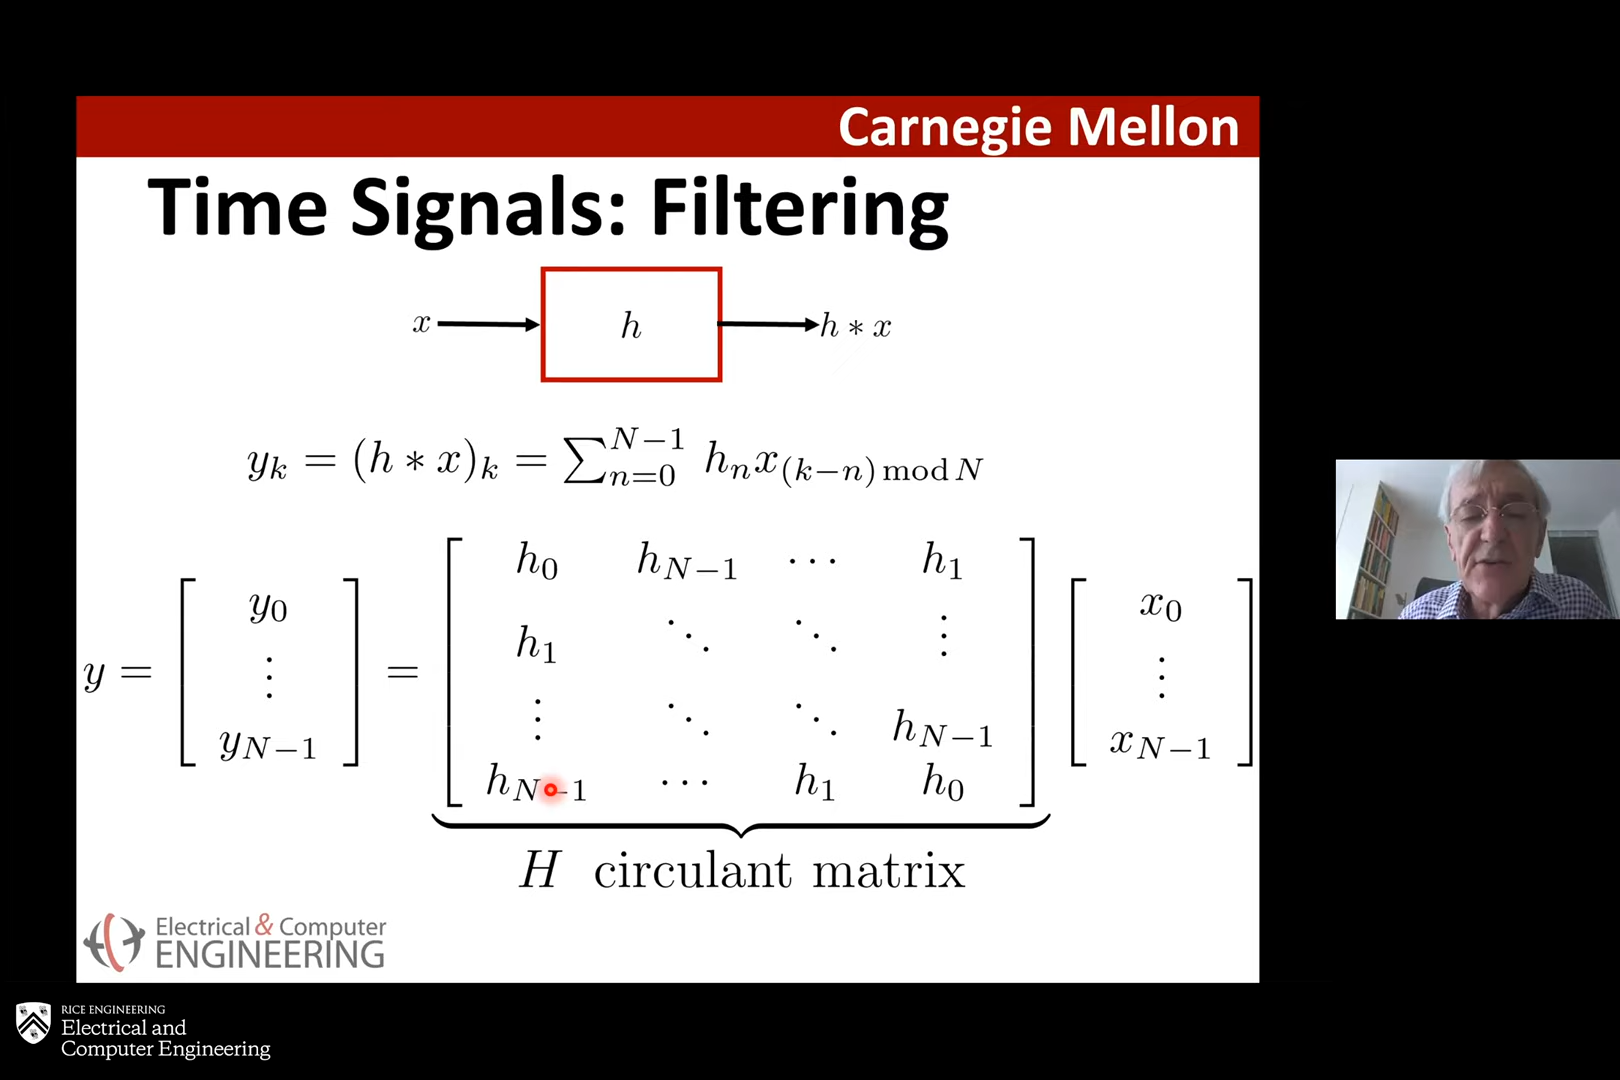 Carnegie Mellon
Time Signals: Filtering
x h h ∗ x
y_k = (h ∗ x)_k = ∑_{n=0}^{N−1} h_n x_{(k−n) mod N}
y = [ y_0 ⋮ y_{N−1} ] = [ h_0 h_{N−1} ⋯ h_1
h_1 ⋱ ⋱ ⋮
⋮ ⋱ ⋱ h_{N−1}
h_{N−1} ⋯ h_1 h_0 ] [ x_0 ⋮ x_{N−1} ]
H circulant matrix
Electrical & Computer
ENGINEERING
RICE ENGINEERING
Electrical and
Computer Engineering